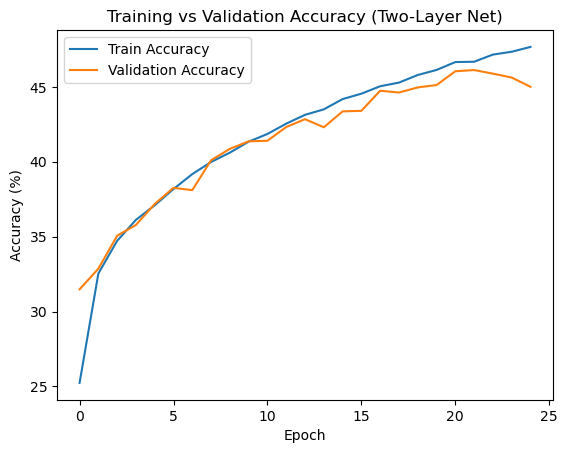 Training vs Validation Accuracy (Two-Layer Net)
Train Accuracy
Validation Accuracy
Accuracy (%)
45
40
35
30
25
0 5 10 15 20 25
Epoch